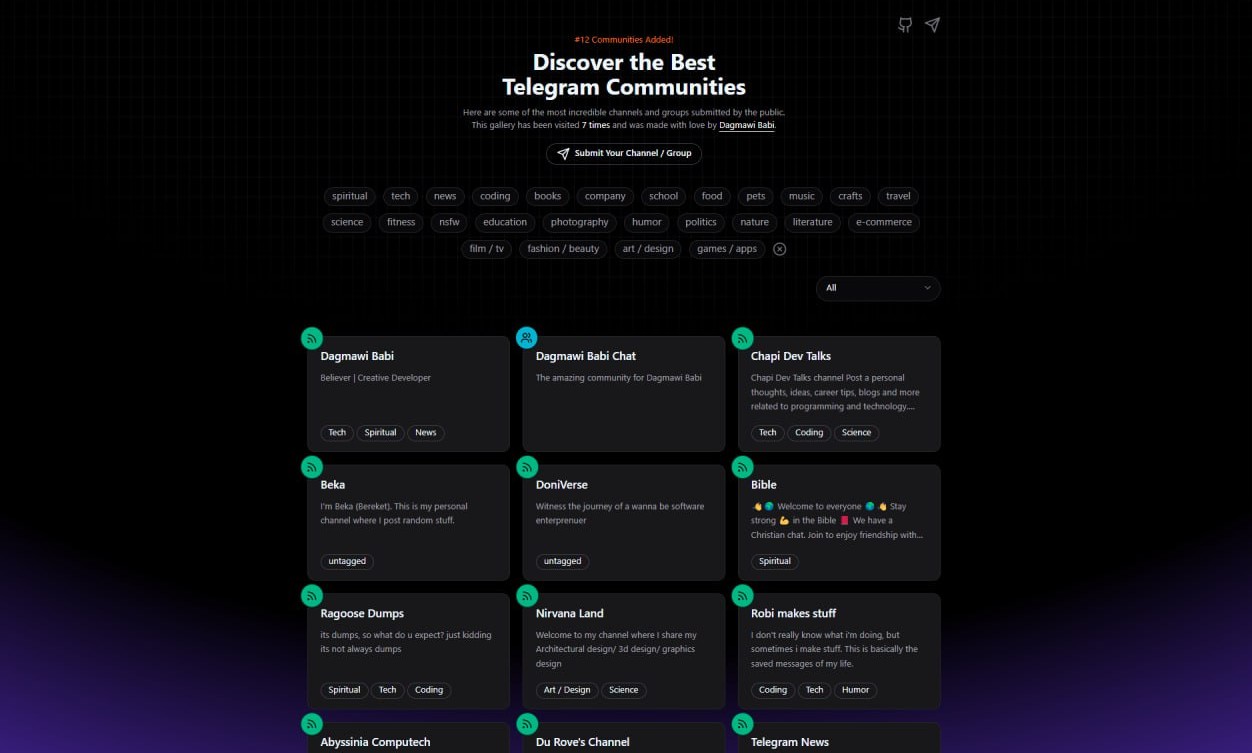 #12 Communities Added!
Discover the Best
Telegram Communities
Here are some of the most incredible channels and groups submitted by the public.
This gallery has been visited 7 times and was made with love by Dagmawi Babi.
Submit Your Channel / Group
spiritual tech news coding books company school food pets music crafts travel
science fitness nsfw education photography humor politics nature literature e-commerce
film / tv fashion / beauty art / design games / apps
All
Dagmawi Babi
Believer | Creative Developer
Tech Spiritual News
Dagmawi Babi Chat
The amazing community for Dagmawi Babi
Chapi Dev Talks
Chapi Dev Talks channel Post a personal
thoughts, ideas, career tips, blogs and more
related to programming and technology....
Tech Coding Science
Beka
I'm Beka (Bereket). This is my personal
channel where I post random stuff.
untagged
DoniVerse
Witness the journey of a wanna be software
enterprenuer
untagged
Bible
👋🌍 Welcome to everyone 🌍👋 Stay
strong 💪 in the Bible 📕 We have a
Christian chat. Join to enjoy friendship with...
Spiritual
Ragoose Dumps
its dumps, so what do u expect? just kidding
its not always dumps
Spiritual Tech Coding
Nirvana Land
Welcome to my channel where I share my
Architectural design/ 3d design/ graphics
design
Art / Design Science
Robi makes stuff
I don't really know what i'm doing, but
sometimes i make stuff. This is basically the
saved messages of my life.
Coding Tech Humor
Abyssinia Computech
Du Rove's Channel
Telegram News